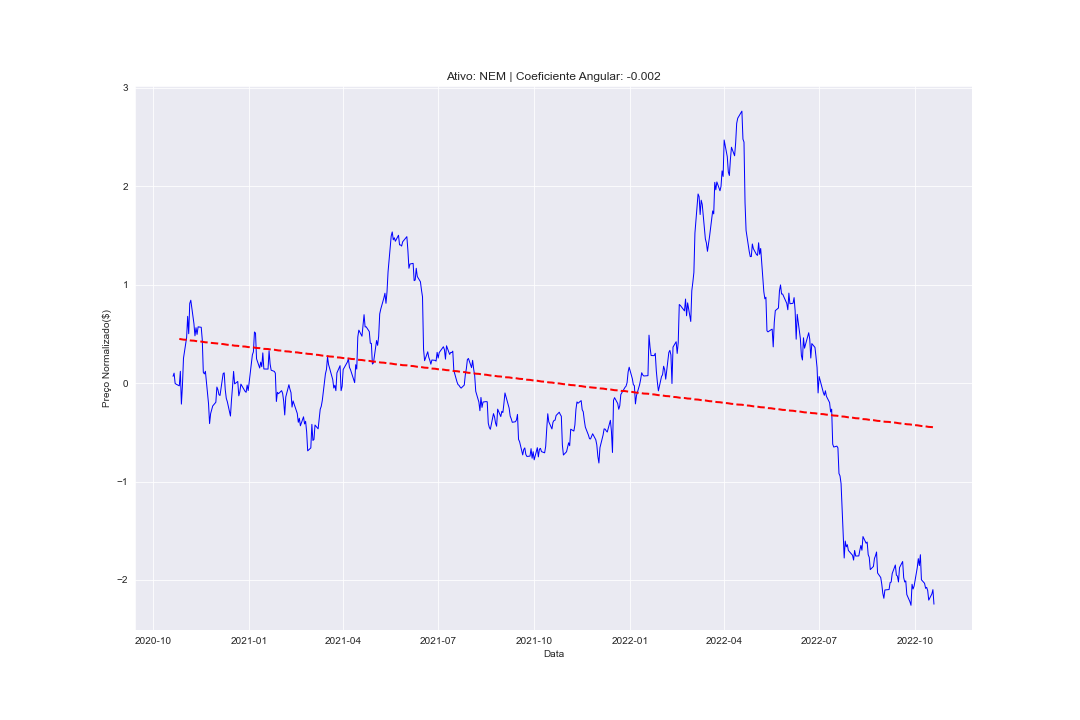 Ativo: NEM | Coeficiente Angular: -0.002
Preço Normalizado($)
3
2
1
0
−1
−2
2020-10 2021-01 2021-04 2021-07 2021-10 2022-01 2022-04 2022-07 2022-10
Data